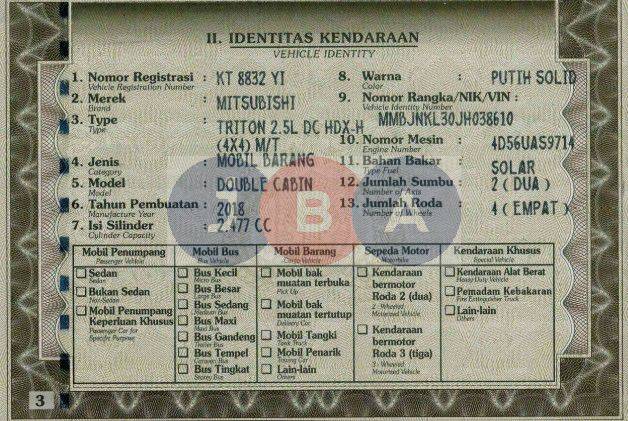 II. IDENTITAS KENDARAAN
VEHICLE IDENTITY
1. Nomor Registrasi : KT 8832 YI
Vehicle Registration Number
2. Merek : MITSUBISHI
Brand
3. Type : TRITON 2.5L DC HDX-H
Type
(4X4) M/T
4. Jenis : MOBIL BARANG
Category
5. Model : DOUBLE CABIN
Model
6. Tahun Pembuatan : 2018
Manufacture Year
7. Isi Silinder : 2.477 CC
Cylinder Capacity
8. Warna : PUTIH SOLID
Color
9. Nomor Rangka/NIK/VIN :
Vehicle Identity Number
MMBJNKL30JH038610
10. Nomor Mesin : 4D56UAS9714
Engine Number
11. Bahan Bakar : SOLAR
Type Fuel
12. Jumlah Sumbu : 2 ( DUA )
Number of Axis
13. Jumlah Roda : 4 ( EMPAT )
Number of Wheels
BBA
Mobil Penumpang
Passenger Vehicle
Sedan
Sedan
Bukan Sedan
Non-Sedan
Mobil Penumpang
Keperluan Khusus
Passenger Car for
Specific Purpose
Mobil Bus
Bus Vehicle
Bus Kecil
Micro Bus
Bus Besar
Large Bus
Bus Sedang
Medium Bus
Bus Maxi
Maxi Bus
Bus Gandeng
Trailer Bus
Bus Tempel
Bus Tingkat
Mobil Barang
Mobil bak
muatan terbuka
Pick Up
Mobil bak
muatan tertutup
Delivery Car
Mobil Tangki
Tank Truck
Mobil Penarik
Towing Car
Lain-lain
Others
Sepeda Motor
Motorbike
Kendaraan
bermotor
Roda 2 (dua)
2 - Wheeled
Motorized Vehicle
Kendaraan
bermotor
Roda 3 (tiga)
3 - Wheeled
Motorized Vehicle
Kendaraan Khusus
Special Vehicle
Kendaraan Alat Berat
Heavy Duty Vehicle
Pemadam Kebakaran
Fire Extinguisher Truck
Lain-lain
Others
3